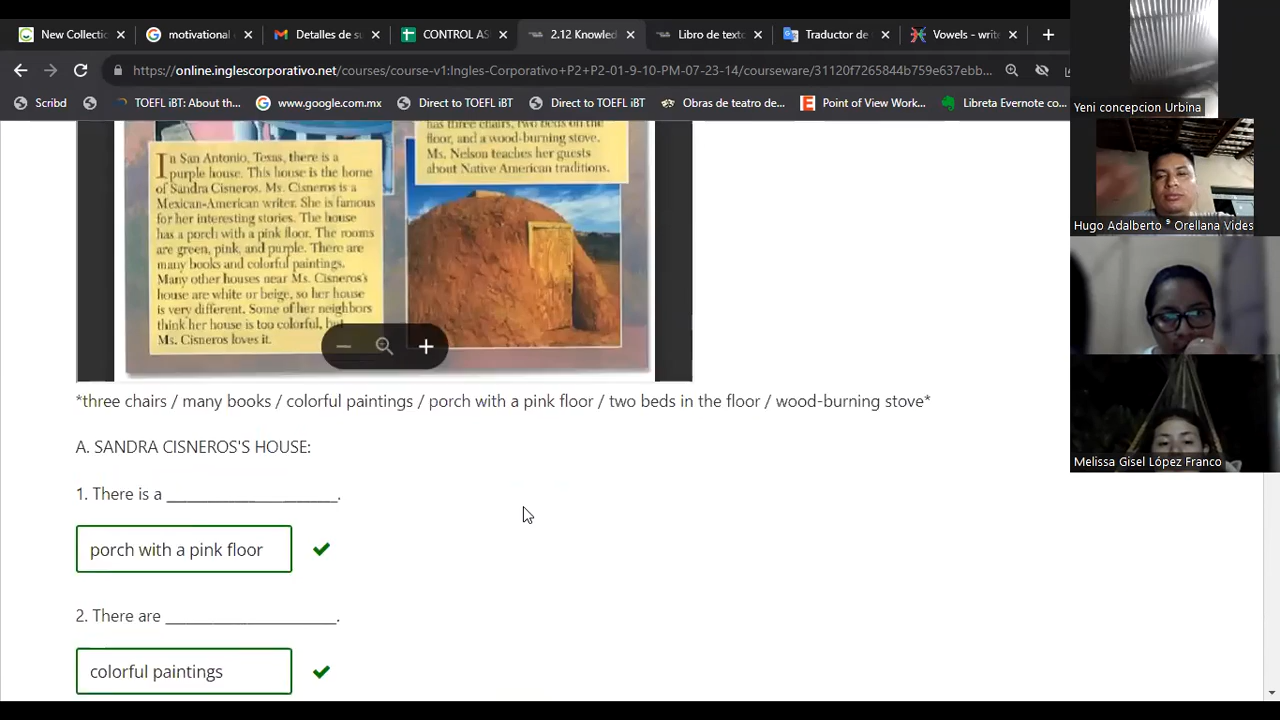 New Collectio
motivational
Detalles de su
CONTROL AS
2.12 Knowled
Libro de texto
Traductor de
Vowels - write
https://online.inglescorporativo.net/courses/course-v1:Ingles-Corporativo+P2+P2-01-9-10-PM-07-23-14/courseware/31120f7265844b759e637ebb...
Scribd
TOEFL iBT: About th...
www.google.com.mx
Direct to TOEFL iBT
Direct to TOEFL iBT
Obras de teatro de...
Point of View Work...
Libreta Evernote co...
In San Antonio, Texas, there is a
purple house. This house is the home
of Sandra Cisneros. Ms. Cisneros is a
Mexican-American writer. She is famous
for her interesting stories. The house
has a porch with a pink floor. The rooms
are green, pink, and purple. There are
many books and colorful paintings.
Many other houses near Ms. Cisneros's
house are white or beige, so her house
is very different. Some of her neighbors
think her house is too colorful, but
Ms. Cisneros loves it.
has three chairs, two beds on the
floor, and a wood-burning stove.
Ms. Nelson teaches her guests
about Native American traditions.
*three chairs / many books / colorful paintings / porch with a pink floor / two beds in the floor / wood-burning stove*
A. SANDRA CISNEROS'S HOUSE:
1. There is a ____________________.
porch with a pink floor
2. There are ____________________.
colorful paintings
Yeni concepcion Urbina
Hugo Adalberto Orellana Vides
Melissa Gisel López Franco